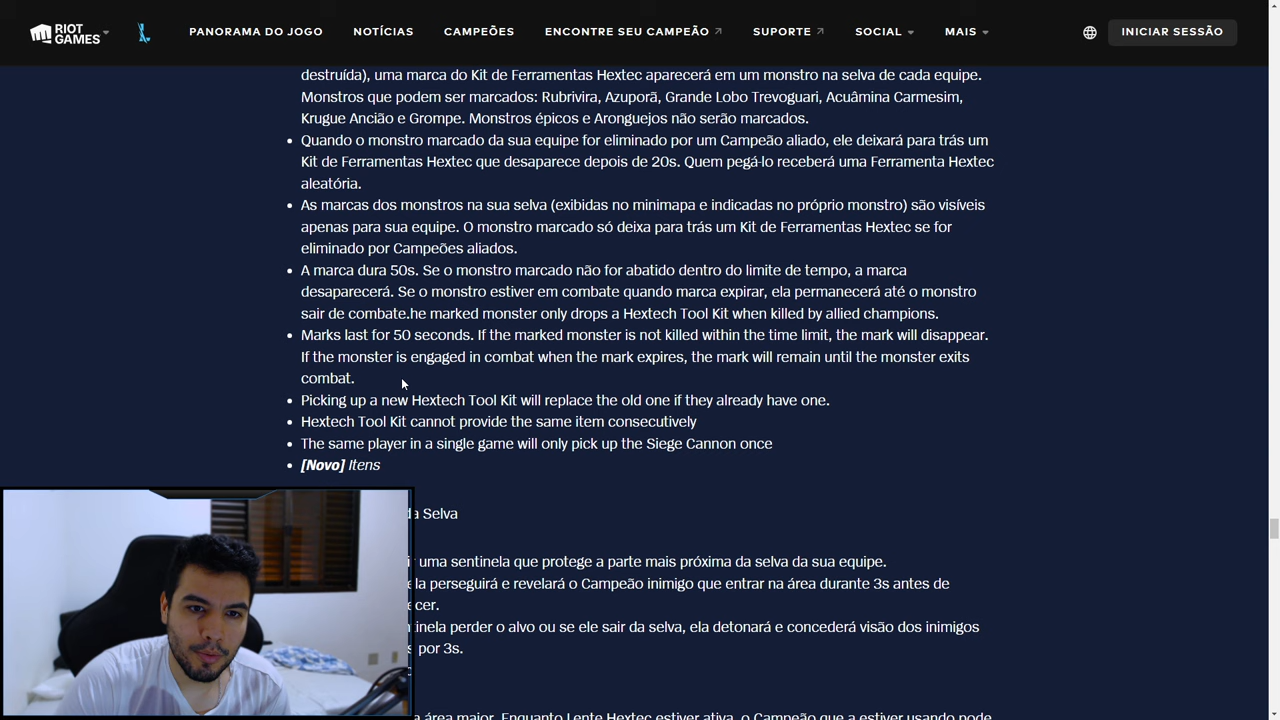 RIOT GAMES PANORAMA DO JOGO NOTÍCIAS CAMPEÕES ENCONTRE SEU CAMPEÃO SUPORTE SOCIAL MAIS INICIAR SESSÃO
destruída), uma marca do Kit de Ferramentas Hextec aparecerá em um monstro na selva de cada equipe.
Monstros que podem ser marcados: Rubrivira, Azuporã, Grande Lobo Trevoguari, Acuâmina Carmesim,
Krugue Ancião e Grompe. Monstros épicos e Aronguejos não serão marcados.
Quando o monstro marcado da sua equipe for eliminado por um Campeão aliado, ele deixará para trás um
Kit de Ferramentas Hextec que desaparece depois de 20s. Quem pegá-lo receberá uma Ferramenta Hextec
aleatória.
As marcas dos monstros na sua selva (exibidas no minimapa e indicadas no próprio monstro) são visíveis
apenas para sua equipe. O monstro marcado só deixa para trás um Kit de Ferramentas Hextec se for
eliminado por Campeões aliados.
A marca dura 50s. Se o monstro marcado não for abatido dentro do limite de tempo, a marca
desaparecerá. Se o monstro estiver em combate quando marca expirar, ela permanecerá até o monstro
sair de combate.he marked monster only drops a Hextech Tool Kit when killed by allied champions.
Marks last for 50 seconds. If the marked monster is not killed within the time limit, the mark will disappear.
If the monster is engaged in combat when the mark expires, the mark will remain until the monster exits
combat.
Picking up a new Hextech Tool Kit will replace the old one if they already have one.
Hextech Tool Kit cannot provide the same item consecutively
The same player in a single game will only pick up the Siege Cannon once
[Novo] Itens
da Selva
uma sentinela que protege a parte mais próxima da selva da sua equipe.
perseguirá e revelará o Campeão inimigo que entrar na área durante 3s antes de
perder o alvo ou se ele sair da selva, ela detonará e concederá visão dos inimigos
por 3s.
área maior. Enquanto Lente Hextec estiver ativa, o Campeão que a estiver usando pode